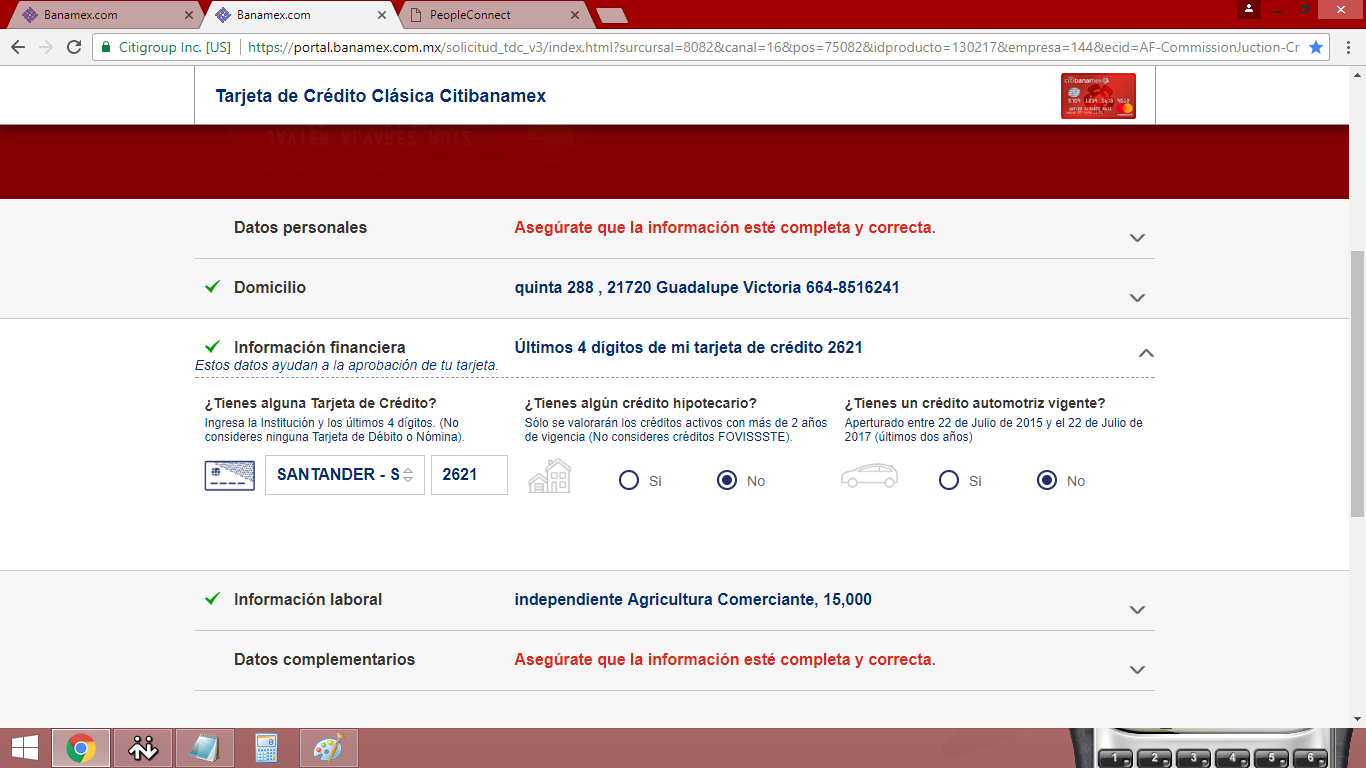 Banamex.com
Banamex.com
PeopleConnect
Citigroup Inc. [US]
https://portal.banamex.com.mx/solicitud_tdc_v3/index.html?surcursal=8082&canal=16&pos=75082&idproducto=130217&empresa=144&ecid=AF-CommissionJuction-Cr
Tarjeta de Crédito Clásica Citibanamex
citibanamex
JAVIER ALVAREZ RUIZ
Datos personales
Asegúrate que la información esté completa y correcta.
Domicilio
quinta 288 , 21720 Guadalupe Victoria 664-8516241
Información financiera
Últimos 4 dígitos de mi tarjeta de crédito 2621
Estos datos ayudan a la aprobación de tu tarjeta.
¿Tienes alguna Tarjeta de Crédito?
Ingresa la Institución y los últimos 4 dígitos. (No
consideres ninguna Tarjeta de Débito o Nómina).
SANTANDER - S
2621
¿Tienes algún crédito hipotecario?
Sólo se valorarán los créditos activos con más de 2 años
de vigencia (No consideres créditos FOVISSSTE).
Si
No
¿Tienes un crédito automotriz vigente?
Aperturado entre 22 de Julio de 2015 y el 22 de Julio de
2017 (últimos dos años)
Si
No
Información laboral
independiente Agricultura Comerciante, 15,000
Datos complementarios
Asegúrate que la información esté completa y correcta.
1 2 3 4 5 6